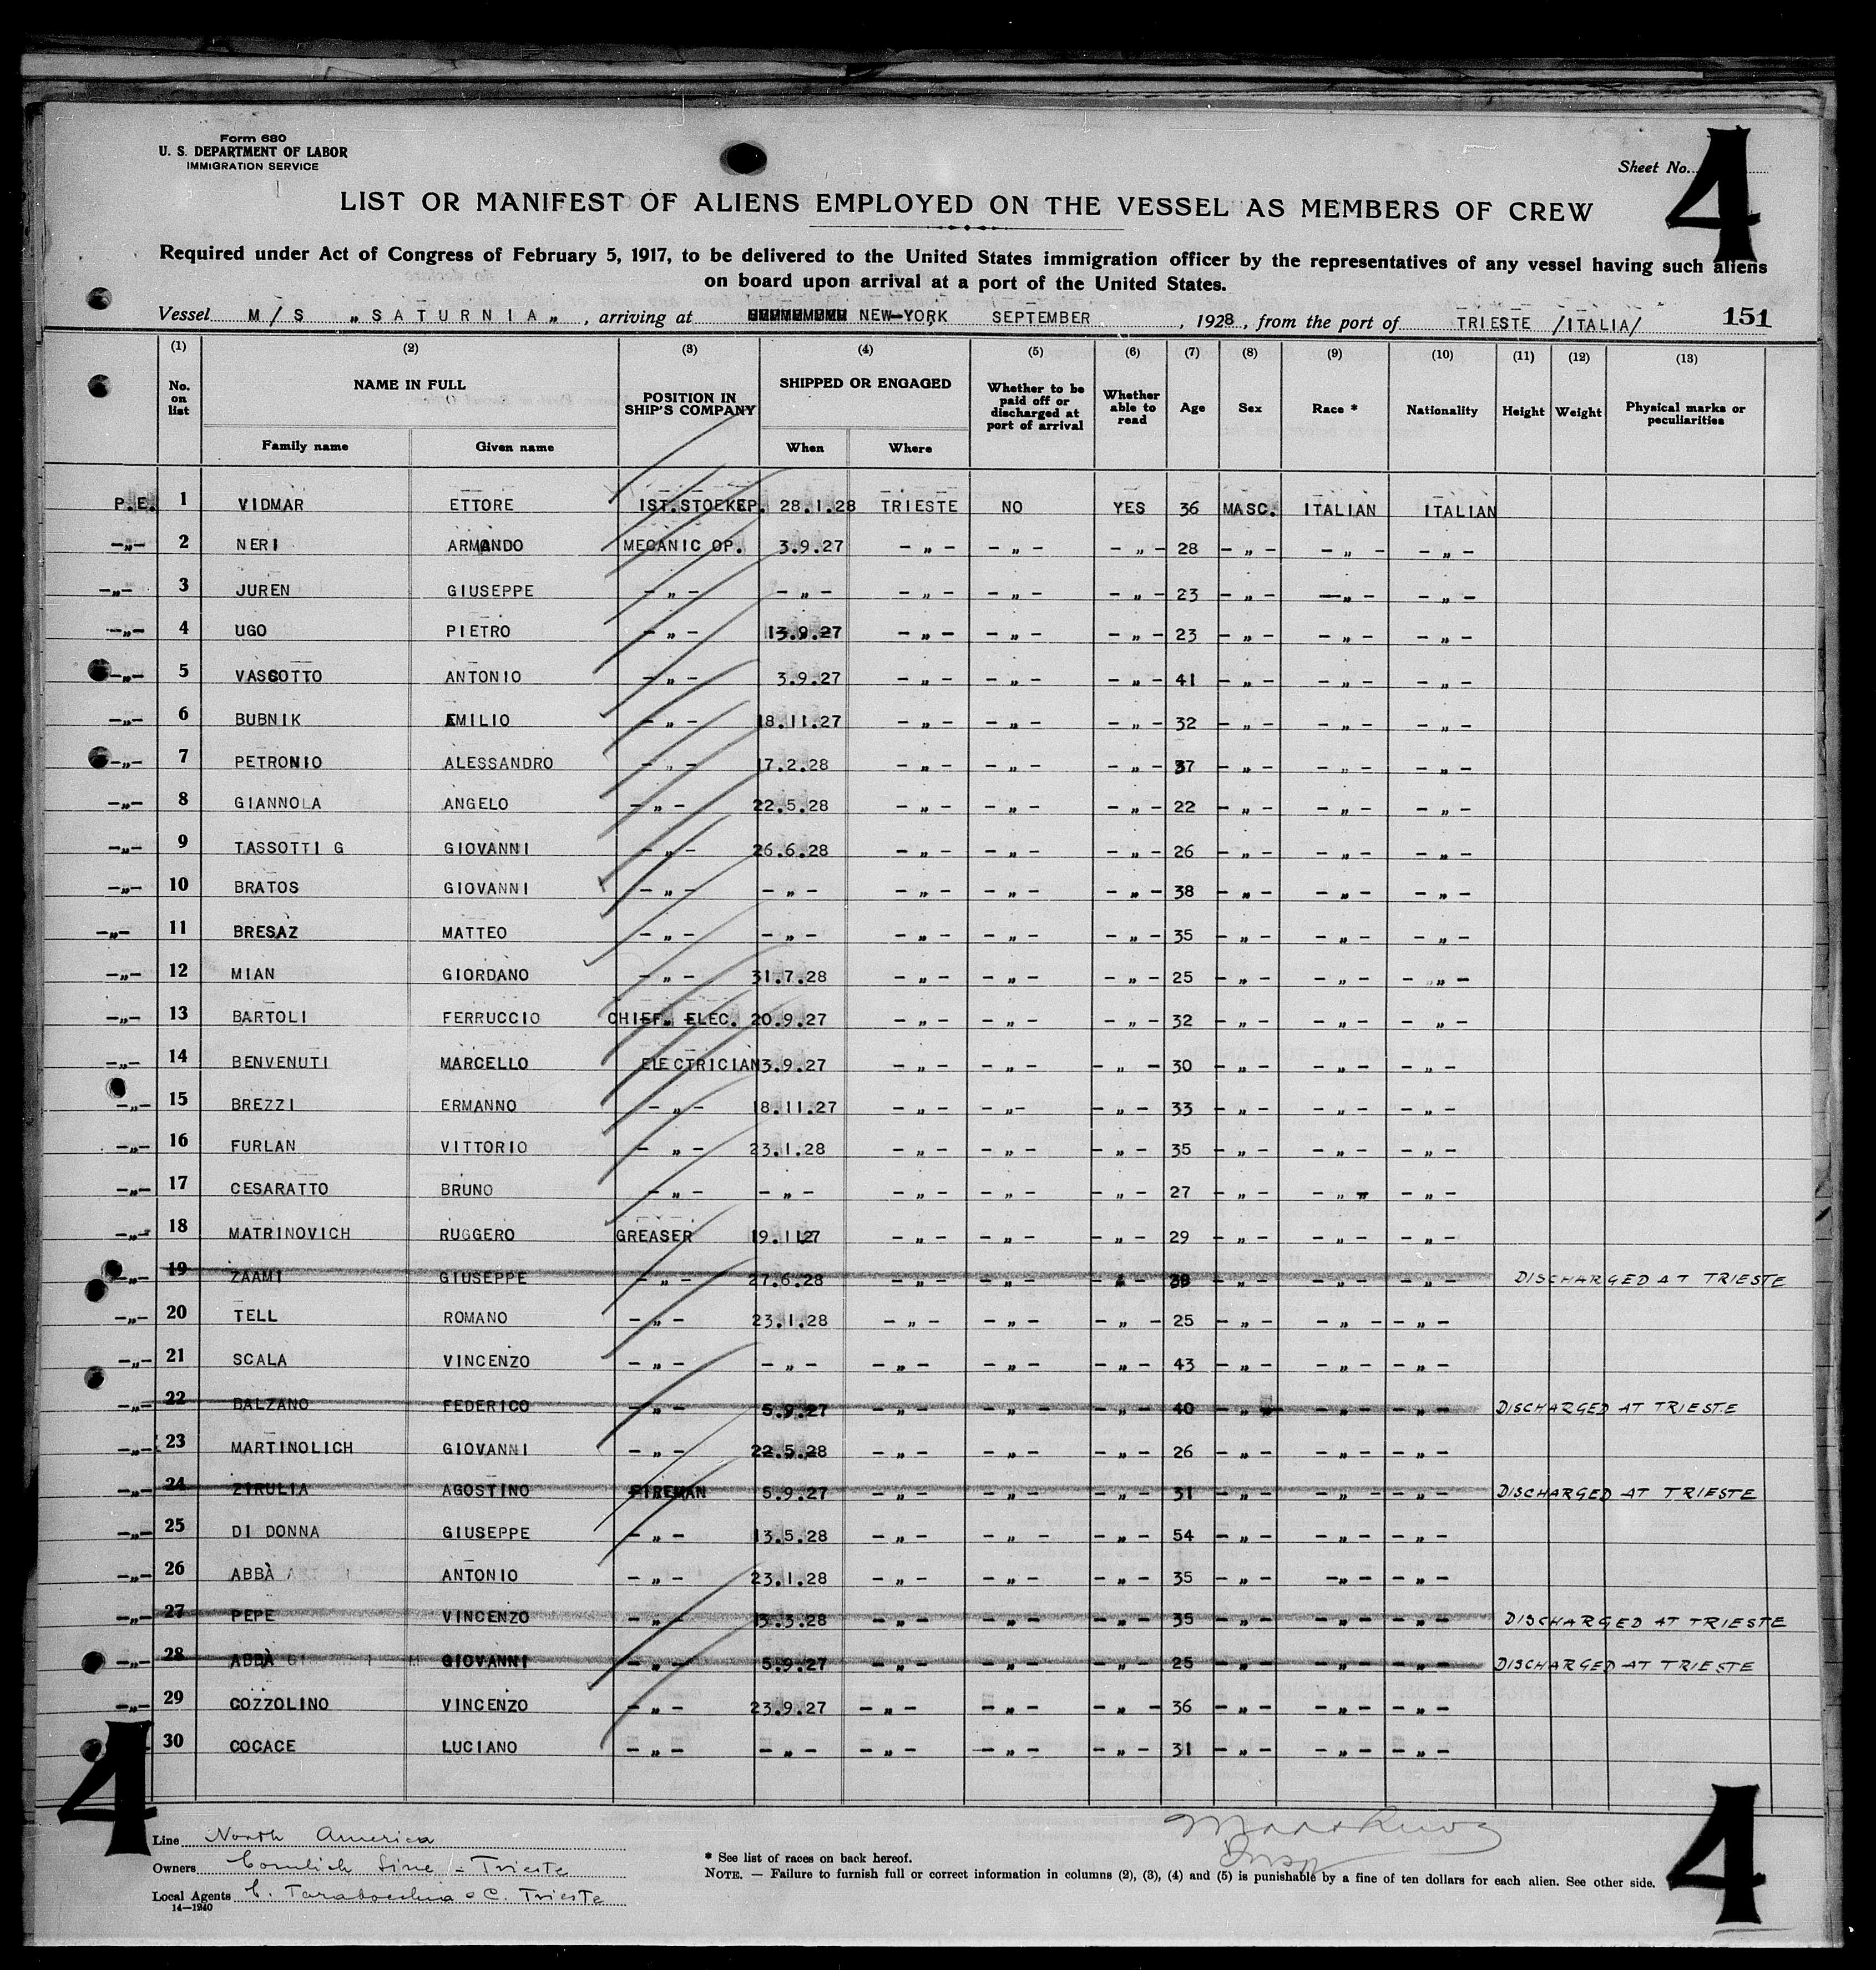 Form 680
U. S. DEPARTMENT OF LABOR
IMMIGRATION SERVICE
Sheet No. 4
LIST OR MANIFEST OF ALIENS EMPLOYED ON THE VESSEL AS MEMBERS OF CREW
Required under Act of Congress of February 5, 1917, to be delivered to the United States immigration officer by the representatives of any vessel having such aliens
on board upon arrival at a port of the United States.
Vessel M/S „SATURNIA„ , arriving at NEW-YORK, SEPTEMBER , 1928, from the port of TRIESTE /ITALIA/ 151
(1) (2) (3) (4) (5) (6) (7) (8) (9) (10) (11) (12) (13)
No. on list NAME IN FULL POSITION IN SHIP'S COMPANY SHIPPED OR ENGAGED Whether to be paid off or discharged at port of arrival Whether able to read Age Sex Race * Nationality Height Weight Physical marks or peculiarities
Family name Given name When Where
P.E. 1 VIDMAR ETTORE IST.STOEKEP. 28.1.28 TRIESTE NO YES 36 MASC. ITALIAN ITALIAN
-„- 2 NERI ARMANDO MECANIC OP. 3.9.27 -„- -„- -„- 28 -„- -„- -„-
-„- 3 JUREN GIUSEPPE -„- -„- -„- -„- -„- 23 -„- -„- -„-
-„- 4 UGO PIETRO -„- 13.9.27 -„- -„- -„- 23 -„- -„- -„-
-„- 5 VASCOTTO ANTONIO -„- 3.9.27 -„- -„- -„- 41 -„- -„- -„-
-„- 6 BUBNIK EMILIO -„- 18.11.27 -„- -„- -„- 32 -„- -„- -„-
-„- 7 PETRONIO ALESSANDRO -„- 17.2.28 -„- -„- -„- 37 -„- -„- -„-
-„- 8 GIANNOLA ANGELO -„- 22.5.28 -„- -„- -„- 22 -„- -„- -„-
-„- 9 TASSOTTI G GIOVANNI -„- 26.6.28 -„- -„- -„- 26 -„- -„- -„-
-„- 10 BRATOS GIOVANNI -„- -„- -„- -„- -„- 38 -„- -„- -„-
-„- 11 BRESAZ MATTEO -„- -„- -„- -„- -„- 35 -„- -„- -„-
-„- 12 MIAN GIORDANO -„- 31.7.28 -„- -„- -„- 25 -„- -„- -„-
-„- 13 BARTOLI FERRUCCIO CHIEF„ ELEC. 20.9.27 -„- -„- -„- 32 -„- -„- -„-
-„- 14 BENVENUTI MARCELLO ELECTRICIAN 3.9.27 -„- -„- -„- 30 -„- -„- -„-
-„- 15 BREZZI ERMANNO -„- 18.11.27 -„- -„- -„- 33 -„- -„- -„-
-„- 16 FURLAN VITTORIO -„- 23.1.28 -„- -„- -„- 35 -„- -„- -„-
-„- 17 CESARATTO BRUNO -„- -„- -„- -„- -„- 27 -„- -„- -„-
-„- 18 MATRINOVICH RUGGERO GREASER 19.1127 -„- -„- -„- 29 -„- -„- -„-
-„- 19 ZAAMI GIUSEPPE -„- 27.6.28 -„- -„- -„- -„- -„- -„- DISCHARGED AT TRIESTE
-„- 20 TELL ROMANO -„- 23.1.28 -„- -„- -„- 25 -„- -„- -„-
-„- 21 SCALA VINCENZO -„- -„- -„- -„- -„- 43 -„- -„- -„-
-„- 22 BALZANO FEDERICO -„- 5.9.27 -„- -„- -„- 40 -„- -„- -„- DISCHARGED AT TRIESTE
-„- 23 MARTINOLICH GIOVANNI -„- 22.5.28 -„- -„- -„- 26 -„- -„- -„-
-„- 24 ZIRULIA AGOSTINO FIREMAN 5.9.27 -„- -„- -„- 31 -„- -„- -„- DISCHARGED AT TRIESTE
-„- 25 DI DONNA GIUSEPPE -„- 13.5.28 -„- -„- -„- 54 -„- -„- -„-
-„- 26 ABBÀ ANTONIO -„- 23.1.28 -„- -„- -„- 35 -„- -„- -„-
-„- 27 PEPE VINCENZO -„- 13.3.28 -„- -„- -„- 35 -„- -„- -„- DISCHARGED AT TRIESTE
-„- 28 ABBÀ GIOVANNI -„- 5.9.27 -„- -„- -„- 25 -„- -„- -„- DISCHARGED AT TRIESTE
-„- 29 COZZOLINO VINCENZO -„- 23.9.27 -„- -„- -„- 36 -„- -„- -„-
30 COCACE LUCIANO -„- -„- -„- -„- -„- 31 -„- -„- -„-
4 4
Line North America
Owners Cosulich Line - Trieste
Local Agents C. Tarabocchia & C. Trieste
14—1240
* See list of races on back hereof.
NOTE. — Failure to furnish full or correct information in columns (2), (3), (4) and (5) is punishable by a fine of ten dollars for each alien. See other side.